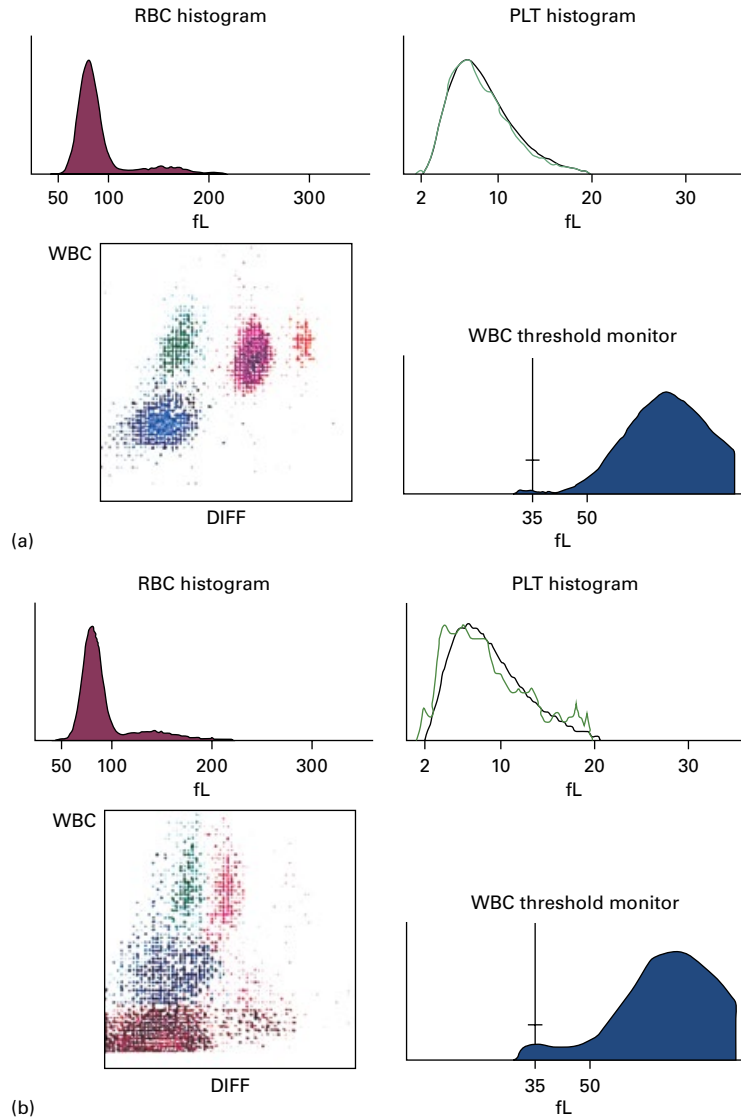 RBC histogram
PLT histogram
50 100 200 300
fL
2 10 20 30
fL
WBC
DIFF
WBC threshold monitor
35 50
fL
(a)
RBC histogram
PLT histogram
50 100 200 300
fL
2 10 20 30
fL
WBC
DIFF
WBC threshold monitor
35 50
fL
(b)